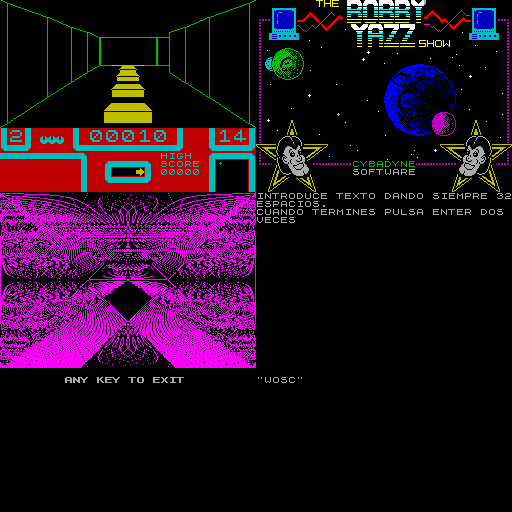 2 00010 14
HIGH
SCORE
00000
THE
BOBBY
YAZZ
SHOW
CYBADYNE
SOFTWARE
INTRODUCE TEXTO DANDO SIEMPRE 32
ESPACIOS.
CUANDO TERMINES PULSA ENTER DOS
VECES
ANY KEY TO EXIT
"WOSC"